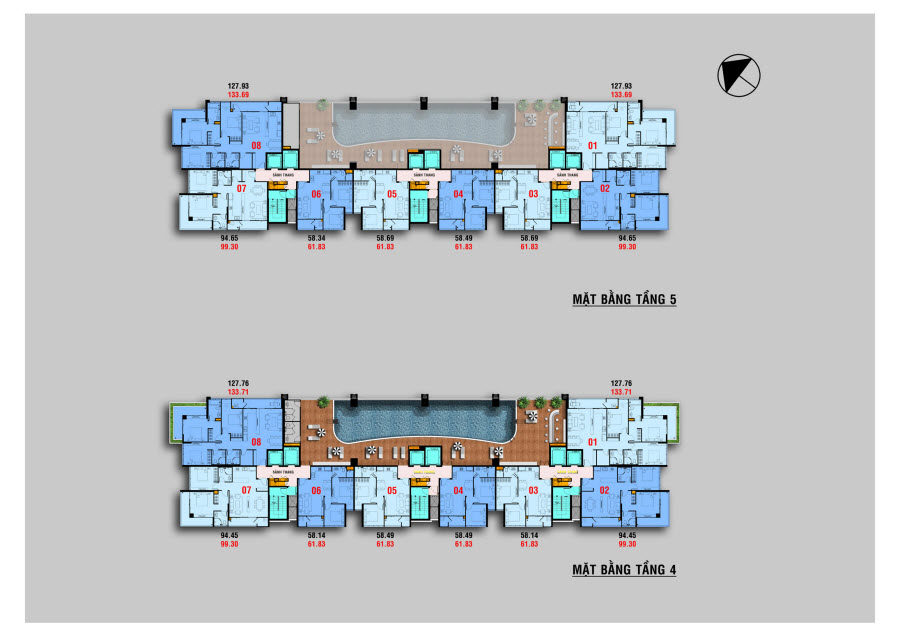 127.93 127.93
133.69 133.69
08 01
SẢNH THANG SẢNH THANG SẢNH THANG
07 06 05 04 03 02
94.65 58.34 58.69 58.49 58.69 94.65
99.30 61.83 61.83 61.83 61.83 99.30
MẶT BẰNG TẦNG 5
127.76 127.76
133.71 133.71
08 01
SẢNH THANG
07 06 05 04 03 02
94.45 58.14 58.49 58.49 58.14 94.45
99.30 61.83 61.83 61.83 61.83 99.30
MẶT BẰNG TẦNG 4